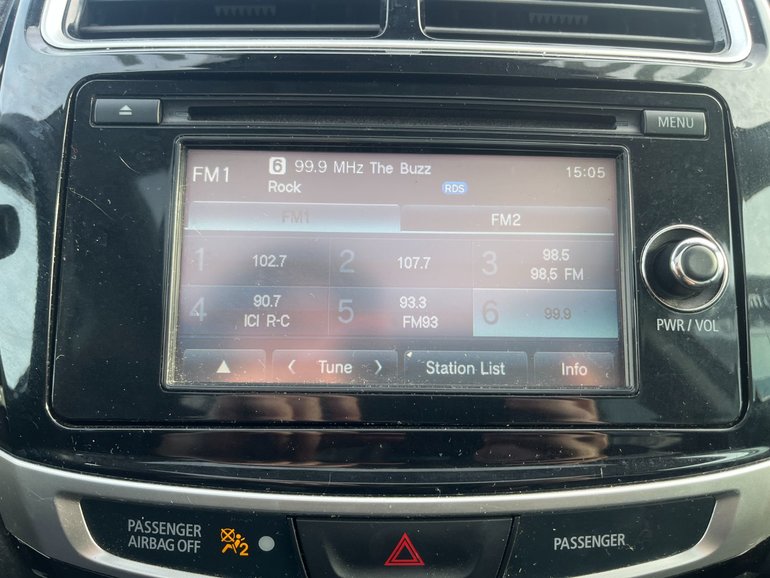 MENU
FM1 6 99.9 MHz The Buzz 15:05
Rock RDS
FM1 FM2
1 102.7 2 107.7 3 98.5
98,5 FM
4 90.7 5 93.3 6 99.9
ICI R-C FM93
Tune Station List Info
PWR / VOL
PASSENGER
AIRBAG OFF 2
PASSENGER